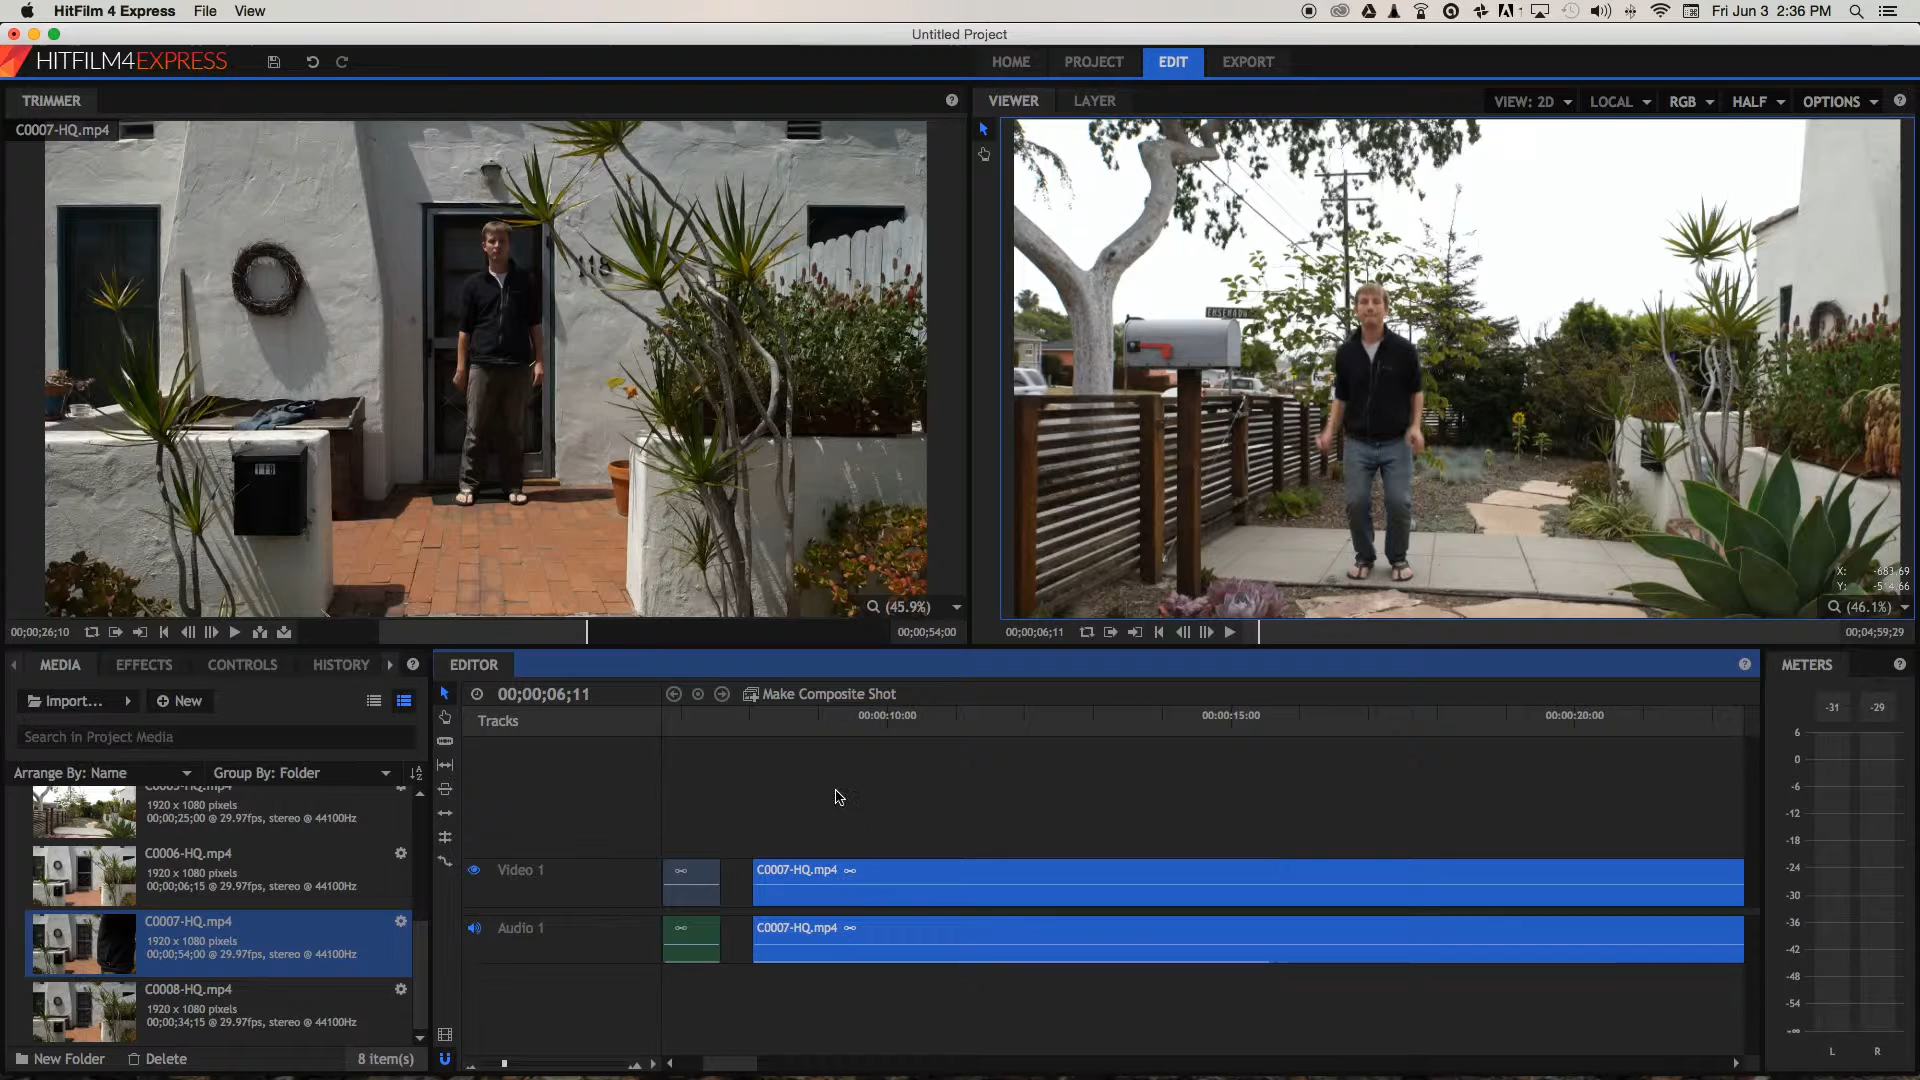 HitFilm 4 Express File View
Fri Jun 3 2:36 PM
Untitled Project
HITFILM4EXPRESS
HOME PROJECT EDIT EXPORT
TRIMMER
C0007-HQ.mp4
118
VIEWER LAYER
VIEW: 2D LOCAL RGB HALF OPTIONS
X: -683.69
Y: -514.66
(45.9%)
(46.1%)
00;00;26;10
00;00;54;00
00;00;06;11
00;04;59;29
MEDIA EFFECTS CONTROLS HISTORY
Import... New
Search in Project Media
Arrange By: Name Group By: Folder
1920 x 1080 pixels
00;00;25;00 @ 29.97fps, stereo @ 44100Hz
C0006-HQ.mp4
1920 x 1080 pixels
00;00;06;15 @ 29.97fps, stereo @ 44100Hz
C0007-HQ.mp4
1920 x 1080 pixels
00;00;54;00 @ 29.97fps, stereo @ 44100Hz
C0008-HQ.mp4
1920 x 1080 pixels
00;00;34;15 @ 29.97fps, stereo @ 44100Hz
New Folder Delete 8 item(s)
EDITOR
00;00;06;11 Make Composite Shot
Tracks
00:00:10:00 00:00:15:00 00:00:20:00
Video 1 C0007-HQ.mp4
Audio 1 C0007-HQ.mp4
METERS
-31 -29
6
0
-6
-12
-18
-24
-30
-36
-42
-48
-54
-∞
L R